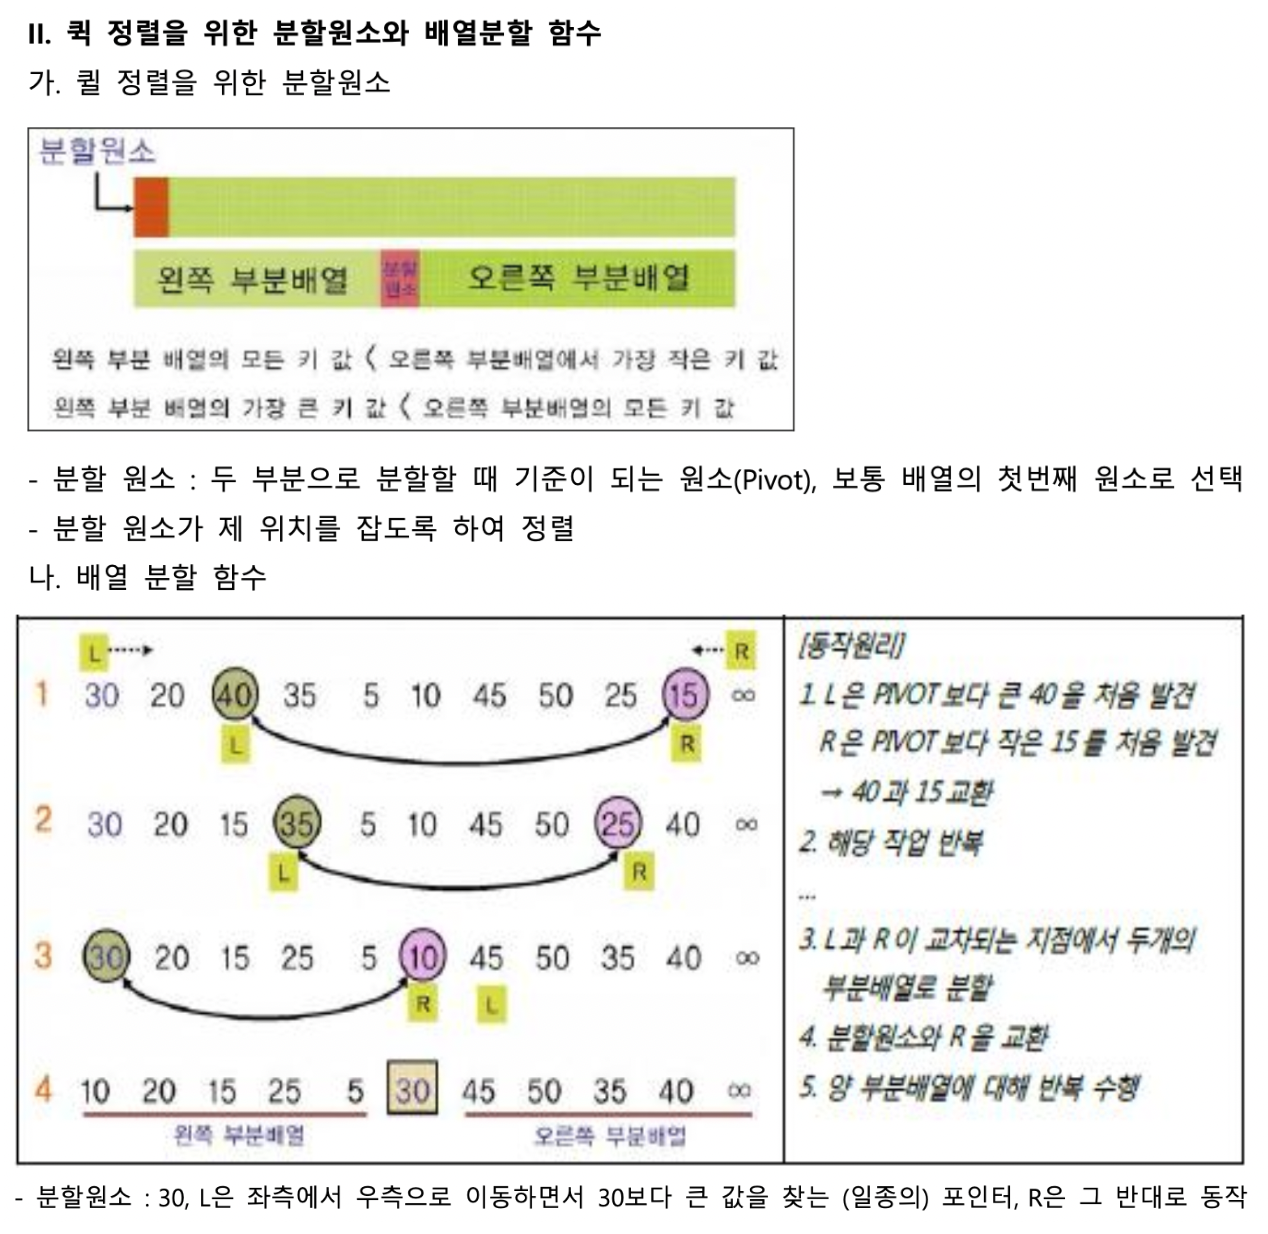 II. 퀵 정렬을 위한 분할원소와 배열분할 함수
가. 퀼 정렬을 위한 분할원소
분할원소
왼쪽 부분배열 분할 원소 오른쪽 부분배열
왼쪽 부분 배열의 모든 키 값 < 오른쪽 부분배열에서 가장 작은 키 값
왼쪽 부분 배열의 가장 큰 키 값 < 오른쪽 부분배열의 모든 키 값
- 분할 원소 : 두 부분으로 분할할 때 기준이 되는 원소(Pivot), 보통 배열의 첫번째 원소로 선택
- 분할 원소가 제 위치를 잡도록 하여 정렬
나. 배열 분할 함수
L R
1 30 20 40 35 5 10 45 50 25 15 ∞
L R
2 30 20 15 35 5 10 45 50 25 40 ∞
L R
3 30 20 15 25 5 10 45 50 35 40 ∞
R L
4 10 20 15 25 5 30 45 50 35 40 ∞
왼쪽 부분배열 오른쪽 부분배열
[동작원리]
1. L은 PIVOT보다 큰 40을 처음 발견
R은 PIVOT보다 작은 15를 처음 발견
→ 40과 15교환
2. 해당 작업 반복
...
3. L과 R이 교차되는 지점에서 두개의
부분배열로 분할
4. 분할원소와 R을 교환
5. 양 부분배열에 대해 반복 수행
- 분할원소 : 30, L은 좌측에서 우측으로 이동하면서 30보다 큰 값을 찾는 (일종의) 포인터, R은 그 반대로 동작